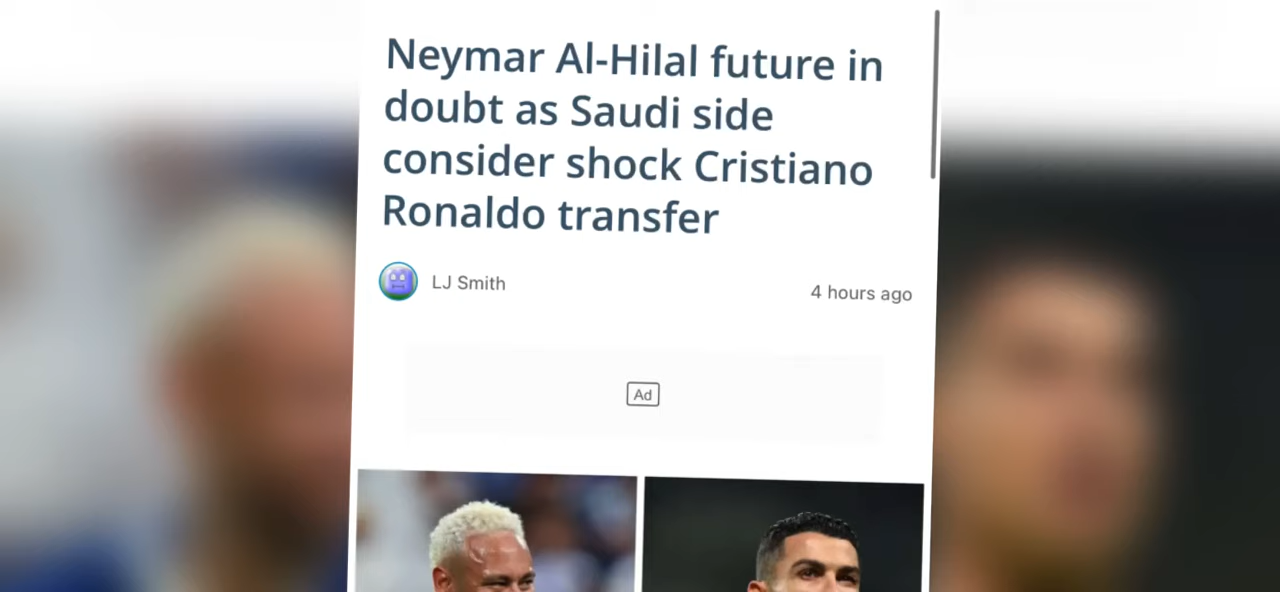 Neymar Al-Hilal future in
doubt as Saudi side
consider shock Cristiano
Ronaldo transfer
LJ Smith
4 hours ago
Ad